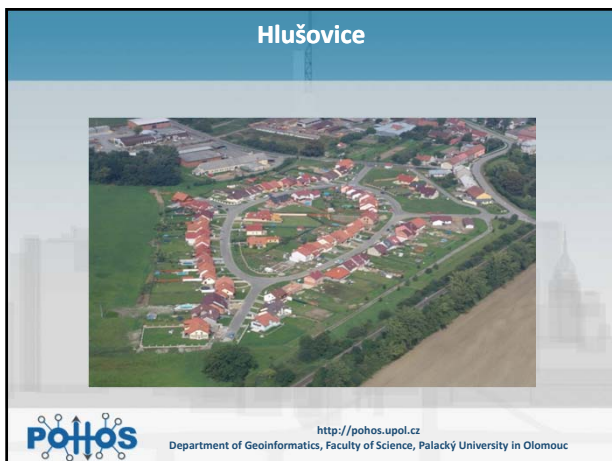 Hlušovice
POHOS
http://pohos.upol.cz
Department of Geoinformatics, Faculty of Science, Palacký University in Olomouc